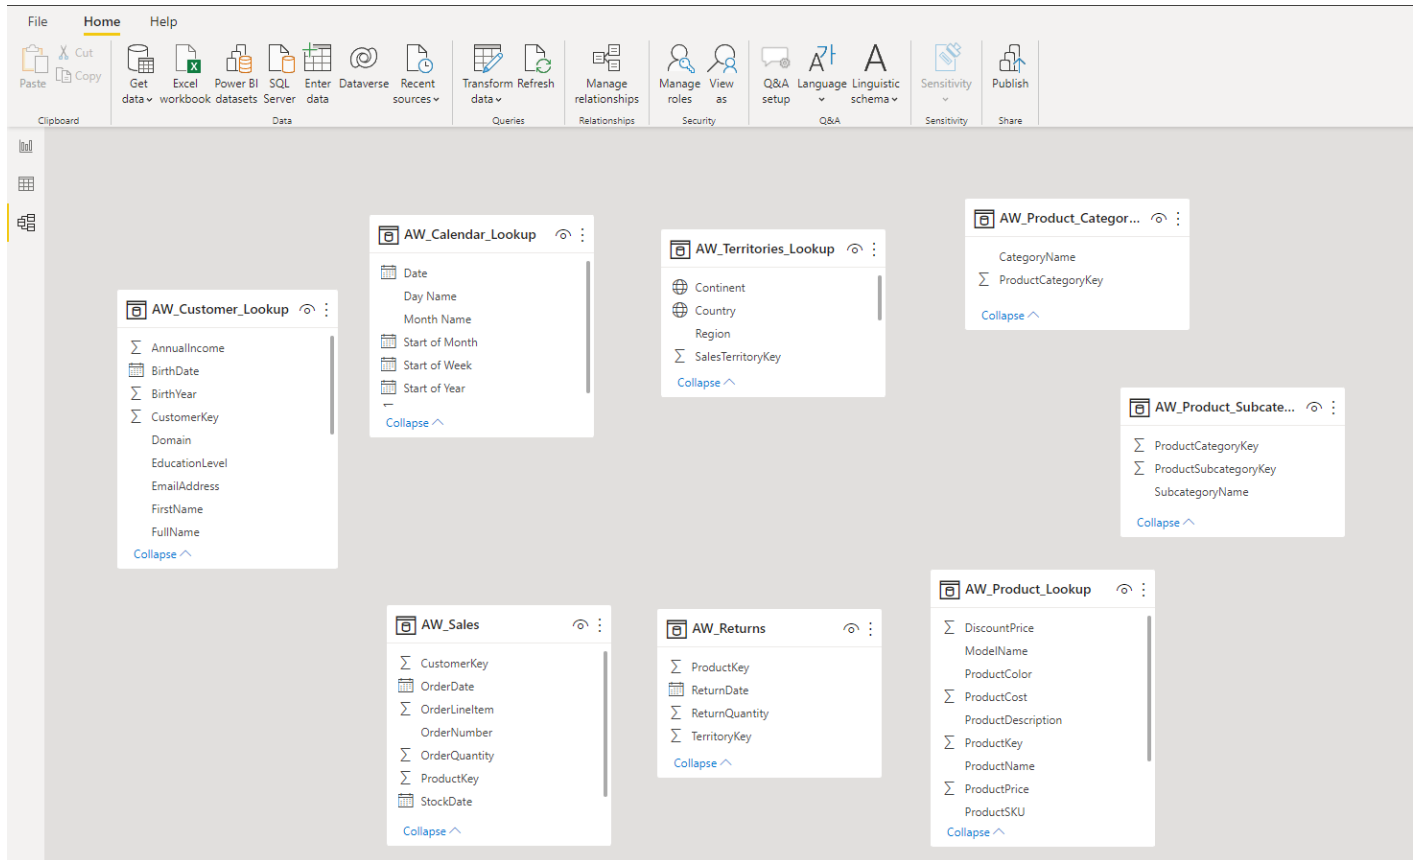 File Home Help
Paste
Cut
Copy
Clipboard
Get data
Excel workbook
Power BI datasets
SQL Server
Enter data
Dataverse
Recent sources
Data
Transform data
Refresh
Queries
Manage relationships
Relationships
Manage roles
View as
Security
Q&A setup
Language
Linguistic schema
Q&A
Sensitivity
Sensitivity
Publish
Share
AW_Customer_Lookup
AnnualIncome
BirthDate
BirthYear
CustomerKey
Domain
EducationLevel
EmailAddress
FirstName
FullName
Collapse
AW_Calendar_Lookup
Date
Day Name
Month Name
Start of Month
Start of Week
Start of Year
Collapse
AW_Territories_Lookup
Continent
Country
Region
SalesTerritoryKey
Collapse
AW_Product_Categor...
CategoryName
ProductCategoryKey
Collapse
AW_Product_Subcate...
ProductCategoryKey
ProductSubcategoryKey
SubcategoryName
Collapse
AW_Sales
CustomerKey
OrderDate
OrderLineItem
OrderNumber
OrderQuantity
ProductKey
StockDate
Collapse
AW_Returns
ProductKey
ReturnDate
ReturnQuantity
TerritoryKey
Collapse
AW_Product_Lookup
DiscountPrice
ModelName
ProductColor
ProductCost
ProductDescription
ProductKey
ProductName
ProductPrice
ProductSKU
Collapse